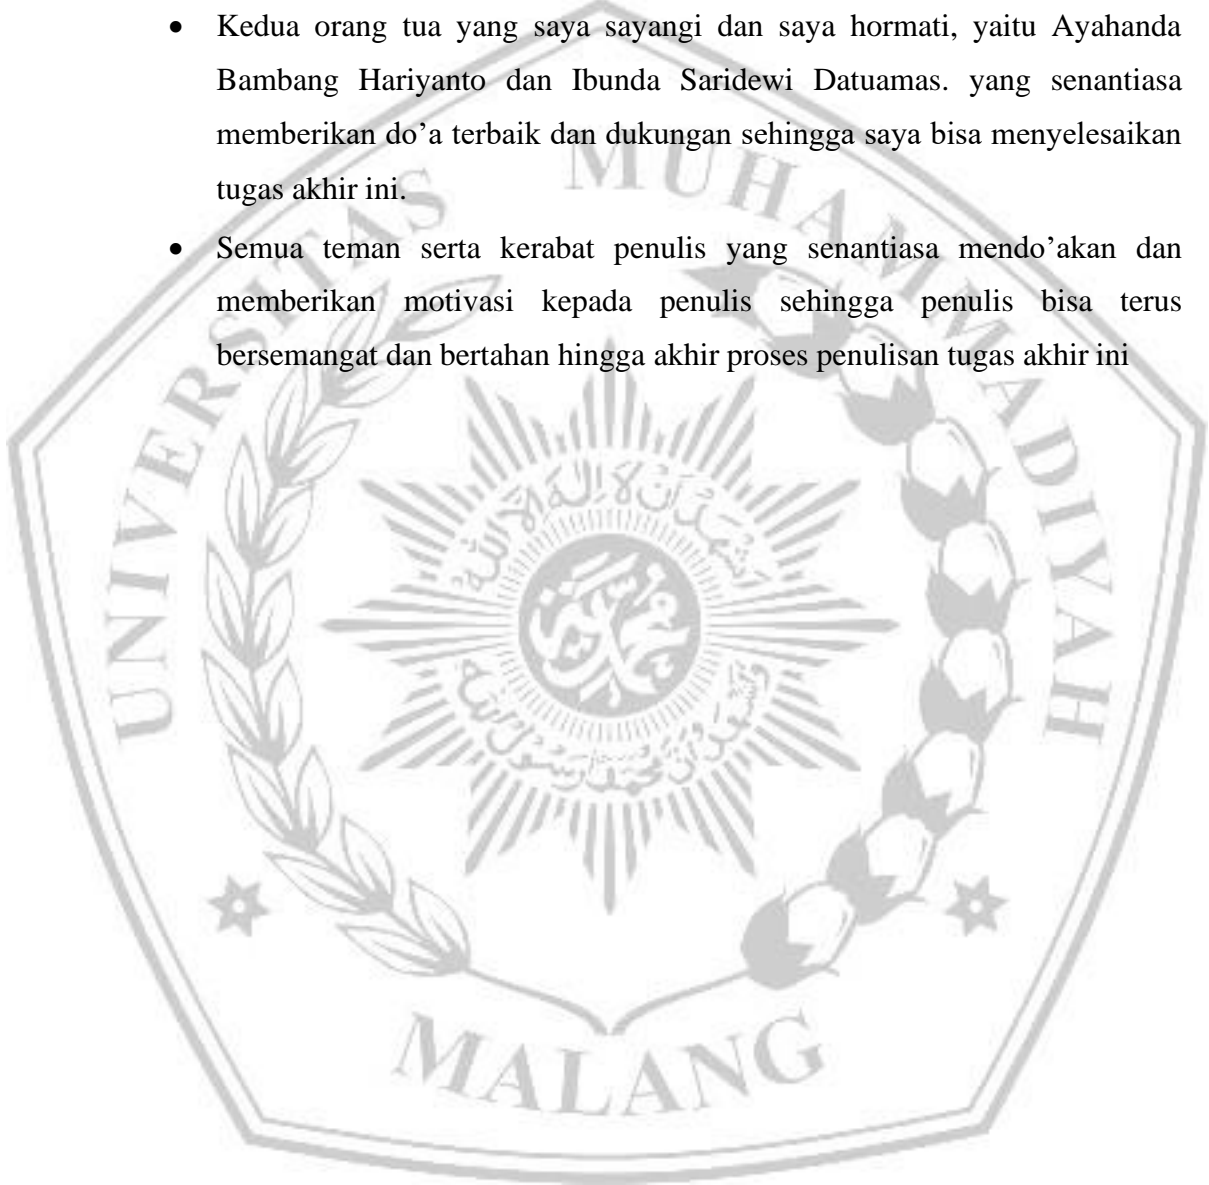 • Kedua orang tua yang saya sayangi dan saya hormati, yaitu Ayahanda
Bambang Hariyanto dan Ibunda Saridewi Datuamas. yang senantiasa
memberikan do’a terbaik dan dukungan sehingga saya bisa menyelesaikan
tugas akhir ini.
• Semua teman serta kerabat penulis yang senantiasa mendo’akan dan
memberikan motivasi kepada penulis sehingga penulis bisa terus
bersemangat dan bertahan hingga akhir proses penulisan tugas akhir ini
UNIVERSITAS MUHAMMADIYAH
MALANG